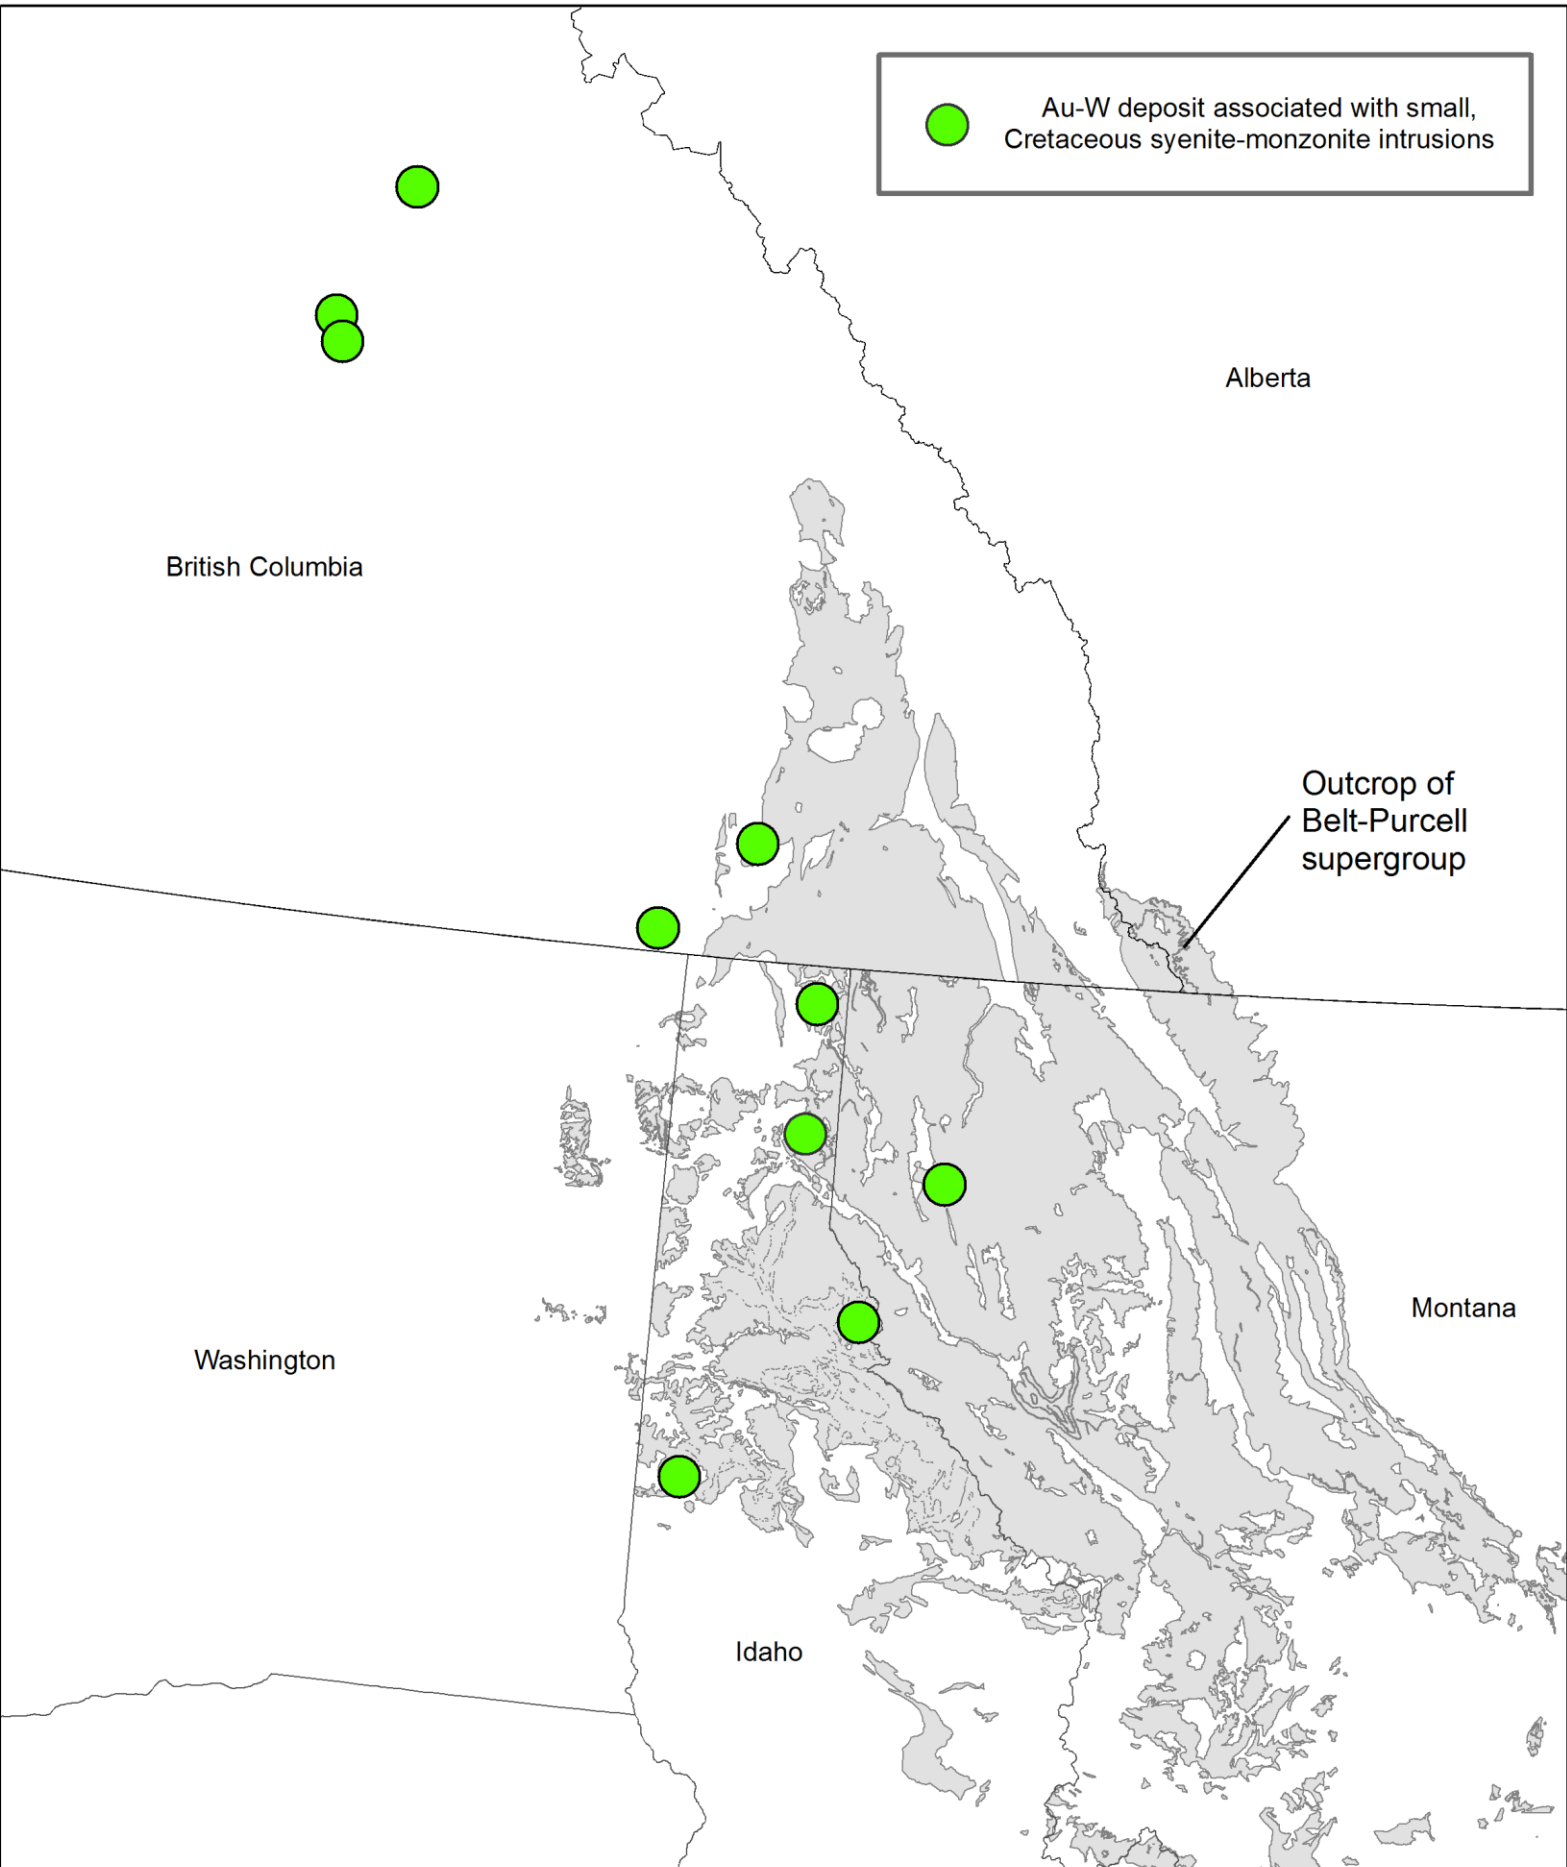 Au-W deposit associated with small,
Cretaceous syenite-monzonite intrusions
Alberta
British Columbia
Outcrop of
Belt-Purcell
supergroup
Montana
Washington
Idaho